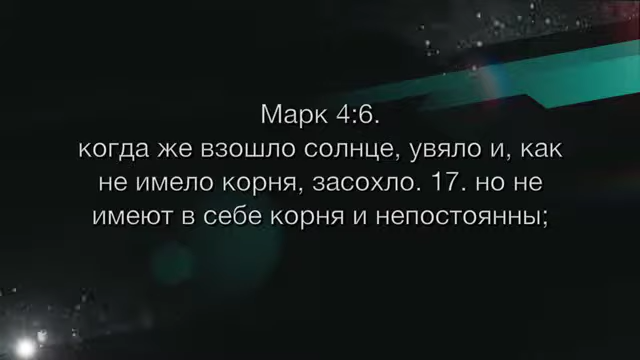 Марк 4:6.
когда же взошло солнце, увяло и, как
не имело корня, засохло. 17. но не
имеют в себе корня и непостоянны;